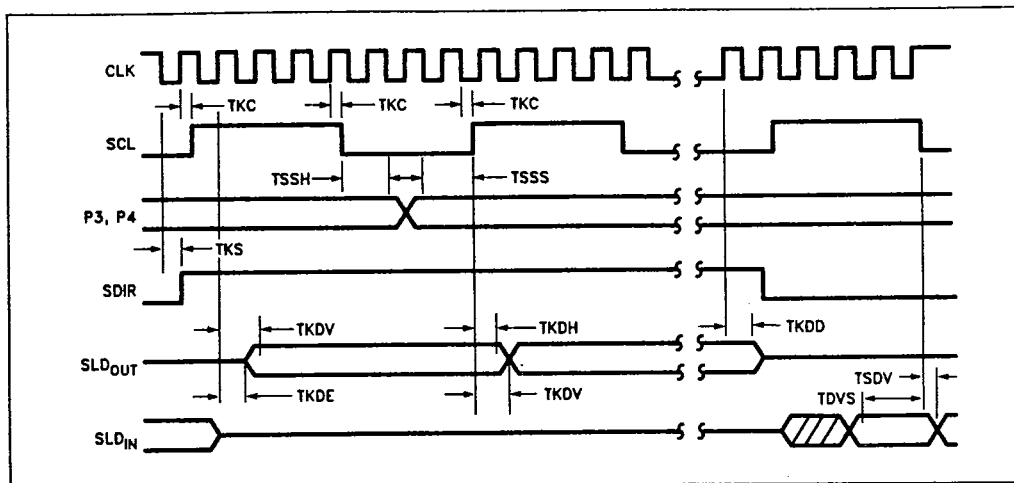 CLK
TKC TKC TKC
SCL
TSSH TSSS
P3, P4
TKS
SDIR
TKDV TKDH TKDD
SLDOUT
TSDV
TKDE TKDV TDVS
SLDIN